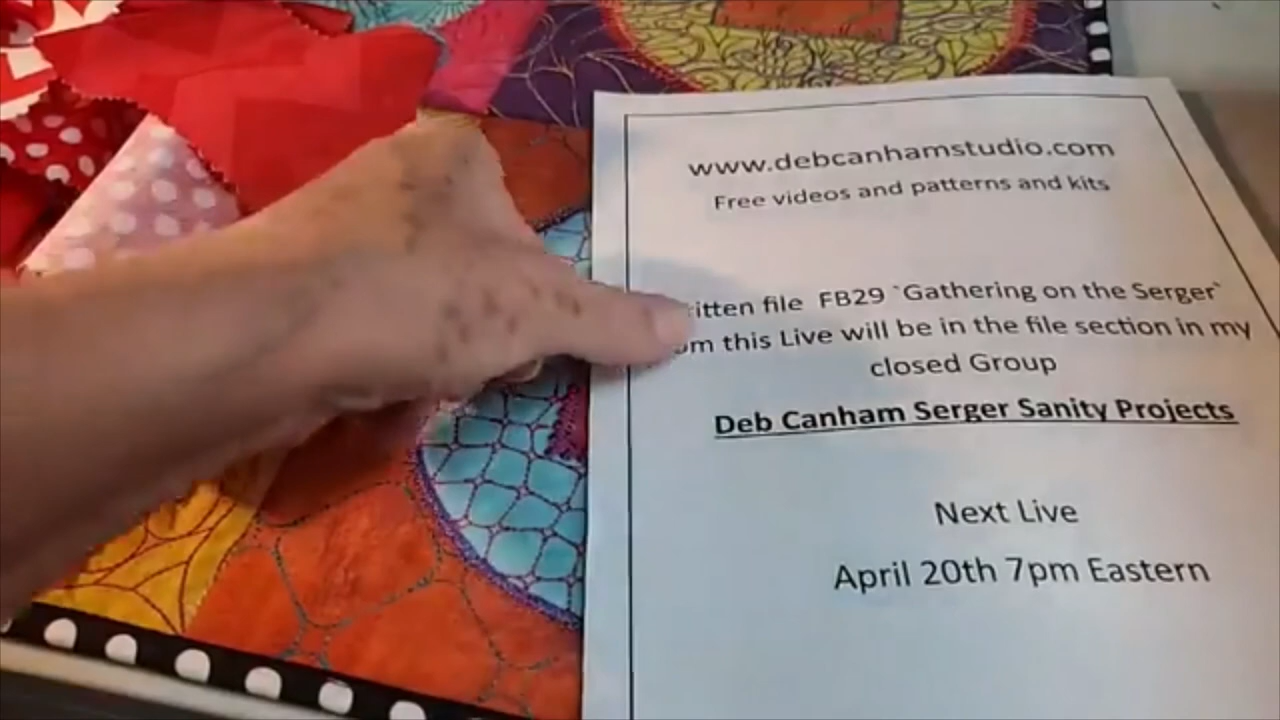 www.debcanhamstudio.com
Free videos and patterns and kits
ritten file FB29 `Gathering on the Serger`
om this Live will be in the file section in my
closed Group
Deb Canham Serger Sanity Projects
Next Live
April 20th 7pm Eastern